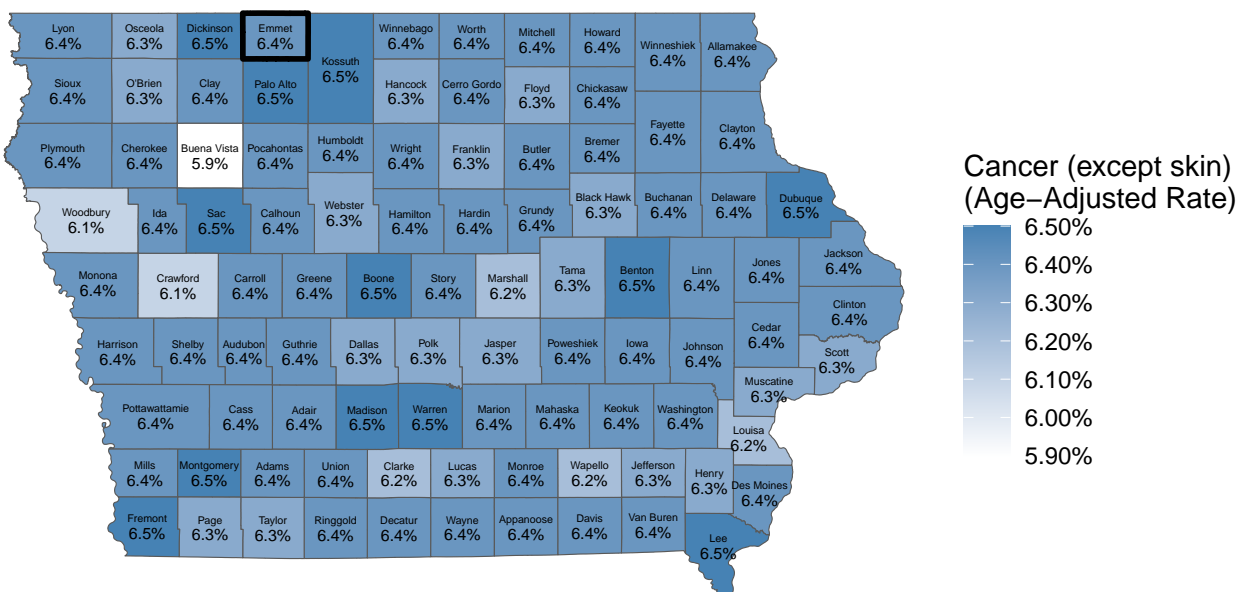 Lyon
6.4%
Osceola
6.3%
Dickinson
6.5%
Emmet
6.4%
Kossuth
6.5%
Winnebago
6.4%
Worth
6.4%
Mitchell
6.4%
Howard
6.4%
Winneshiek
6.4%
Allamakee
6.4%
Sioux
6.4%
O'Brien
6.3%
Clay
6.4%
Palo Alto
6.5%
Hancock
6.3%
Cerro Gordo
6.4%
Floyd
6.3%
Chickasaw
6.4%
Fayette
6.4%
Clayton
6.4%
Plymouth
6.4%
Cherokee
6.4%
Buena Vista
5.9%
Pocahontas
6.4%
Humboldt
6.4%
Wright
6.4%
Franklin
6.3%
Butler
6.4%
Bremer
6.4%
Woodbury
6.1%
Ida
6.4%
Sac
6.5%
Calhoun
6.4%
Webster
6.3%
Hamilton
6.4%
Hardin
6.4%
Grundy
6.4%
Black Hawk
6.3%
Buchanan
6.4%
Delaware
6.4%
Dubuque
6.5%
Monona
6.4%
Crawford
6.1%
Carroll
6.4%
Greene
6.4%
Boone
6.5%
Story
6.4%
Marshall
6.2%
Tama
6.3%
Benton
6.5%
Linn
6.4%
Jones
6.4%
Jackson
6.4%
Clinton
6.4%
Harrison
6.4%
Shelby
6.4%
Audubon
6.4%
Guthrie
6.4%
Dallas
6.3%
Polk
6.3%
Jasper
6.3%
Poweshiek
6.4%
Iowa
6.4%
Johnson
6.4%
Cedar
6.4%
Scott
6.3%
Muscatine
6.3%
Pottawattamie
6.4%
Cass
6.4%
Adair
6.4%
Madison
6.5%
Warren
6.5%
Marion
6.4%
Mahaska
6.4%
Keokuk
6.4%
Washington
6.4%
Louisa
6.2%
Mills
6.4%
Montgomery
6.5%
Adams
6.4%
Union
6.4%
Clarke
6.2%
Lucas
6.3%
Monroe
6.4%
Wapello
6.2%
Jefferson
6.3%
Henry
6.3%
Des Moines
6.4%
Fremont
6.5%
Page
6.3%
Taylor
6.3%
Ringgold
6.4%
Decatur
6.4%
Wayne
6.4%
Appanoose
6.4%
Davis
6.4%
Van Buren
6.4%
Lee
6.5%
Cancer (except skin)
(Age−Adjusted Rate)
6.50%
6.40%
6.30%
6.20%
6.10%
6.00%
5.90%